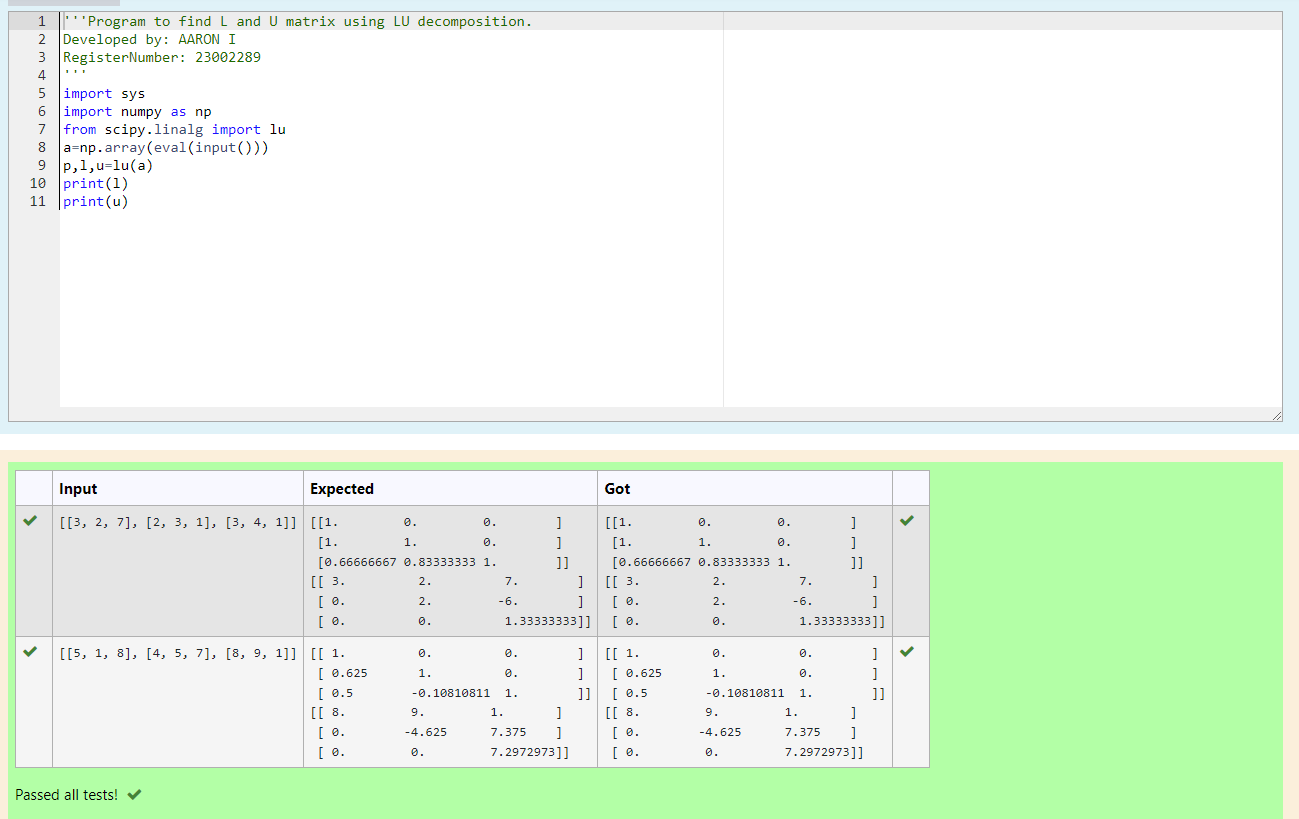 1 '''Program to find L and U matrix using LU decomposition.
2 Developed by: AARON I
3 RegisterNumber: 23002289
4 '''
5 import sys
6 import numpy as np
7 from scipy.linalg import lu
8 a=np.array(eval(input()))
9 p,l,u=lu(a)
10 print(l)
11 print(u)
Input Expected Got
[[3, 2, 7], [2, 3, 1], [3, 4, 1]] [[1. 0. 0. ] [[1. 0. 0. ]
[1. 1. 0. ] [1. 1. 0. ]
[0.66666667 0.83333333 1. ]] [0.66666667 0.83333333 1. ]]
[[ 3. 2. 7. ] [[ 3. 2. 7. ]
[ 0. 2. -6. ] [ 0. 2. -6. ]
[ 0. 0. 1.33333333]] [ 0. 0. 1.33333333]]
[[5, 1, 8], [4, 5, 7], [8, 9, 1]] [[ 1. 0. 0. ] [[ 1. 0. 0. ]
[ 0.625 1. 0. ] [ 0.625 1. 0. ]
[ 0.5 -0.10810811 1. ]] [ 0.5 -0.10810811 1. ]]
[[ 8. 9. 1. ] [[ 8. 9. 1. ]
[ 0. -4.625 7.375 ] [ 0. -4.625 7.375 ]
[ 0. 0. 7.2972973]] [ 0. 0. 7.2972973]]
Passed all tests!